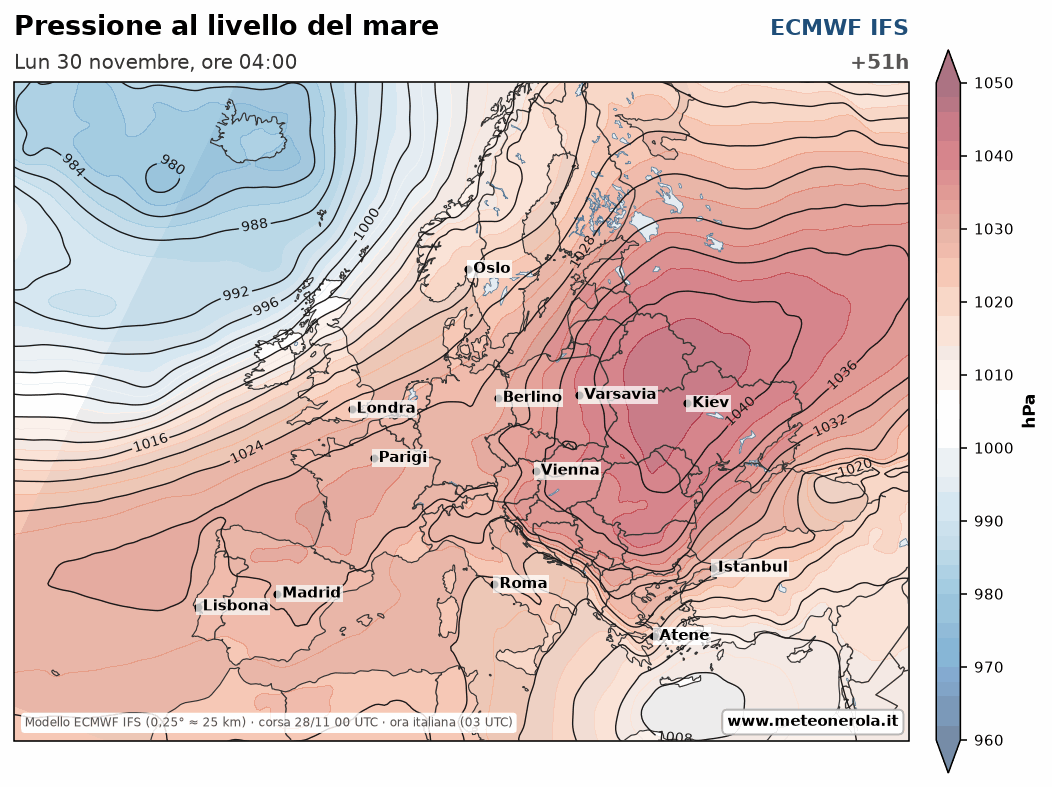 Pressione al livello del mare
ECMWF IFS
Lun 30 novembre, ore 04:00
+51h
1050
1040
1030
1020
1010
1000
990
980
970
960
hPa
984
980
988
1000
992
996
1028
Oslo
1036
Londra
Berlino
Varsavia
Kiev
1040
1032
1016
1024
Parigi
Vienna
1020
Istanbul
Roma
Madrid
Lisbona
Atene
1008
Modello ECMWF IFS (0,25° ≈ 25 km) · corsa 28/11 00 UTC · ora italiana (03 UTC)
www.meteonerola.it